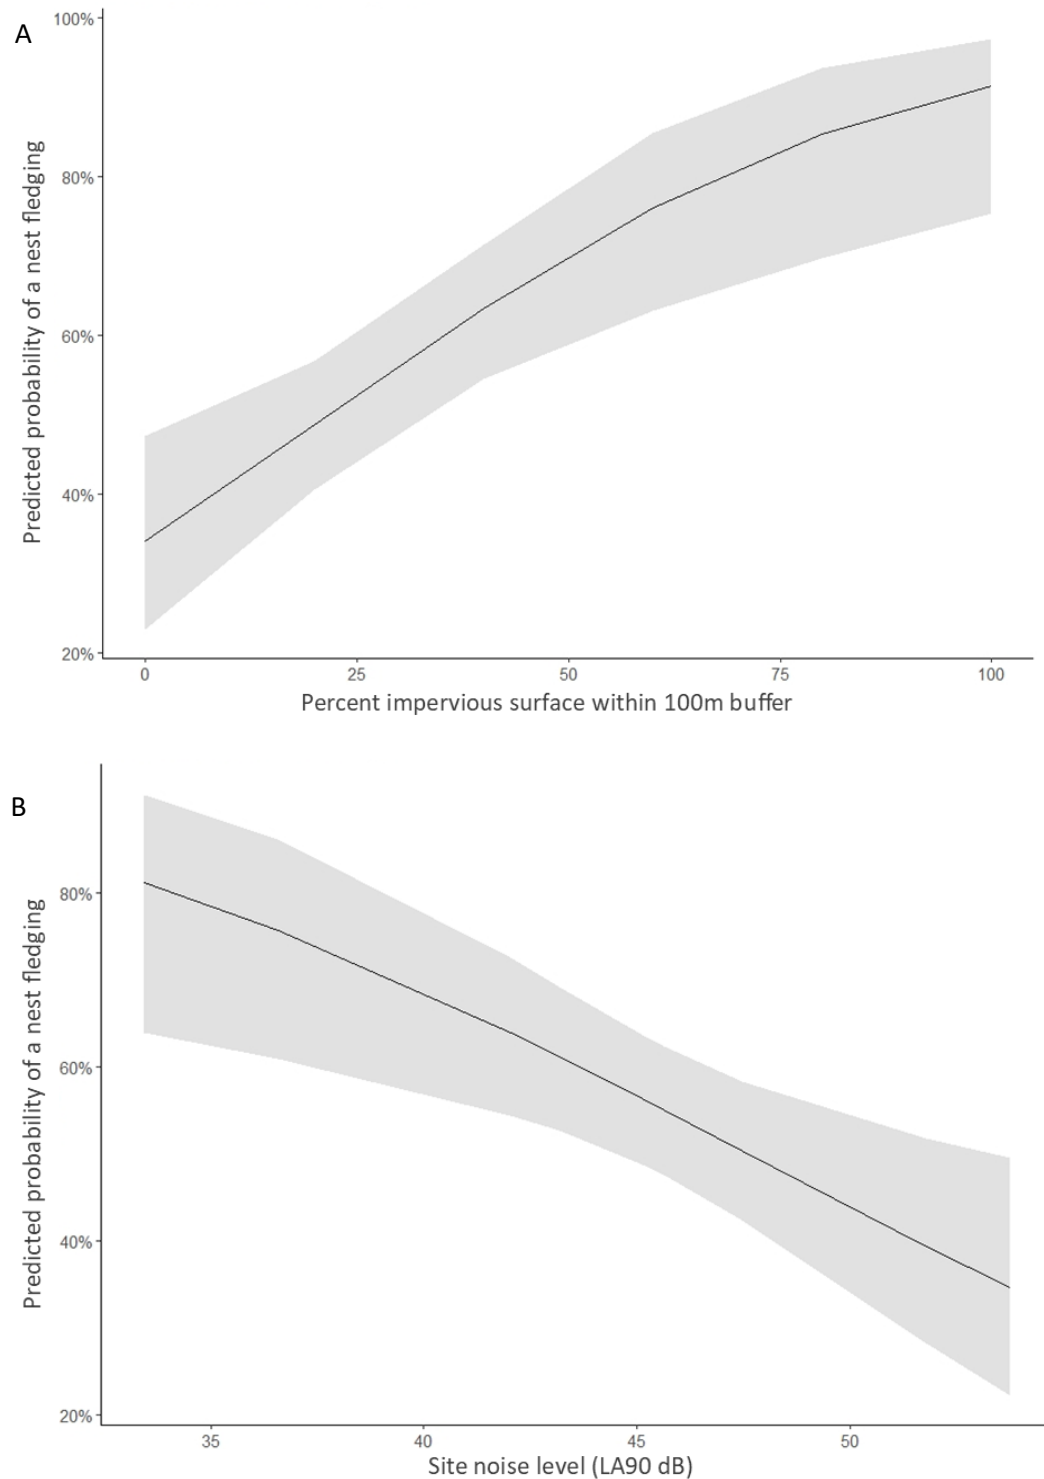 A
100%
80%
60%
40%
20%
Predicted probability of a nest fledging
0 25 50 75 100
Percent impervious surface within 100m buffer
B
80%
60%
40%
20%
Predicted probability of a nest fledging
35 40 45 50
Site noise level (LA90 dB)